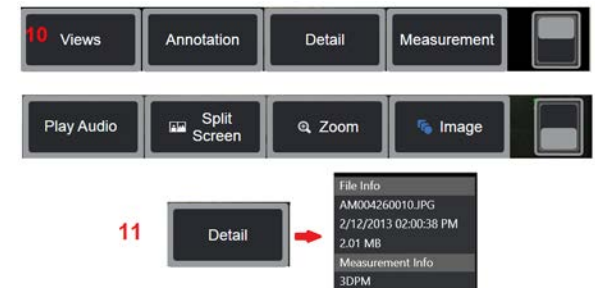 10 Views Annotation Detail Measurement
Play Audio Split Screen Zoom Image
File Info
AM004260010.JPG
2/12/2013 02:00:38 PM
11 Detail
2.01 MB
Measurement Info
3DPM